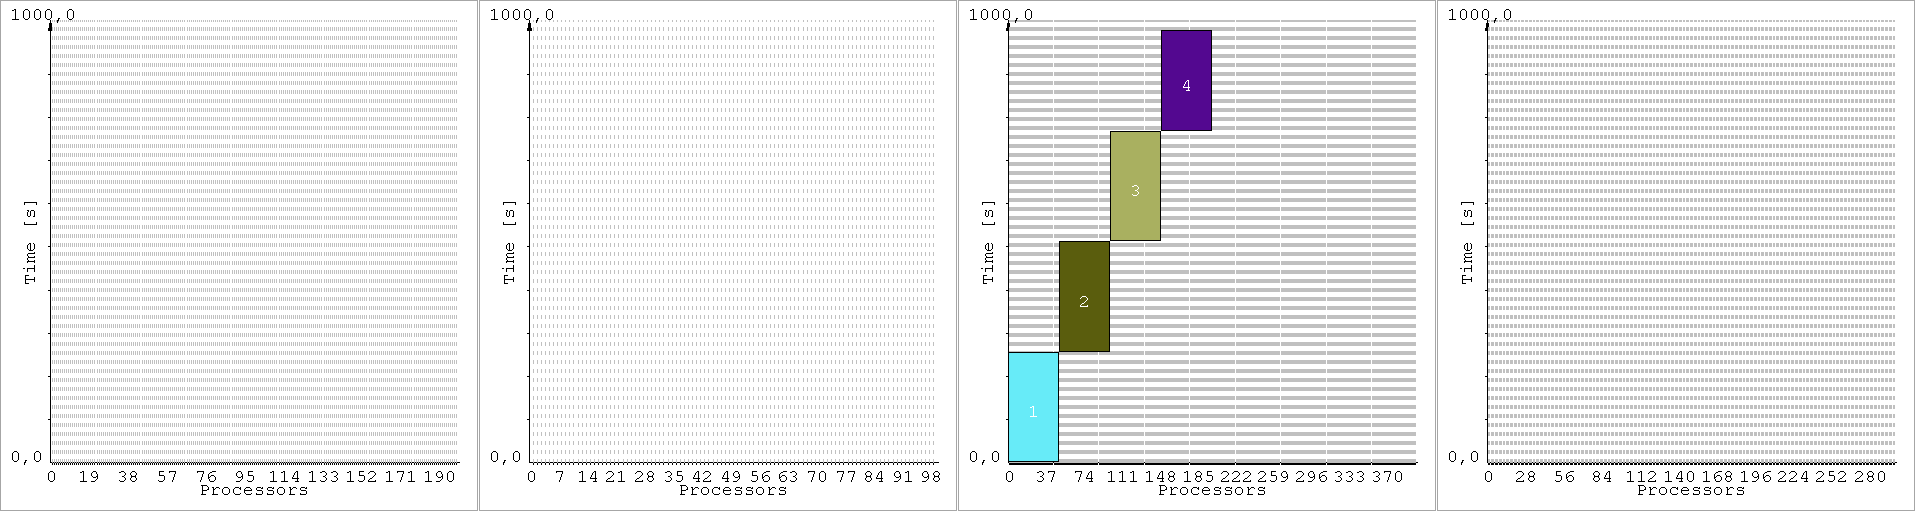 1000,0
Time [s]
0,0
0 19 38 57 76 95 114 133 152 171 190
Processors
1000,0
Time [s]
0,0
0 7 14 21 28 35 42 49 56 63 70 77 84 91 98
Processors
1000,0
4
3
Time [s]
2
1
0,0
0 37 74 111 148 185 222 259 296 333 370
Processors
1000,0
Time [s]
0,0
0 28 56 84 112 140 168 196 224 252 280
Processors